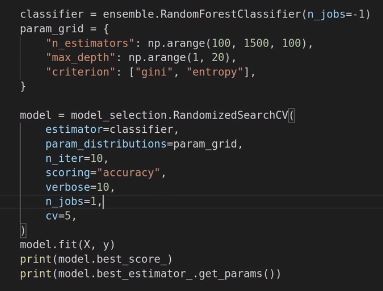 classifier = ensemble.RandomForestClassifier(n_jobs=-1)
param_grid = {
    "n_estimators": np.arange(100, 1500, 100),
    "max_depth": np.arange(1, 20),
    "criterion": ["gini", "entropy"],
}

model = model_selection.RandomizedSearchCV(
    estimator=classifier,
    param_distributions=param_grid,
    n_iter=10,
    scoring="accuracy",
    verbose=10,
    n_jobs=1,
    cv=5,
)
model.fit(X, y)
print(model.best_score_)
print(model.best_estimator_.get_params())